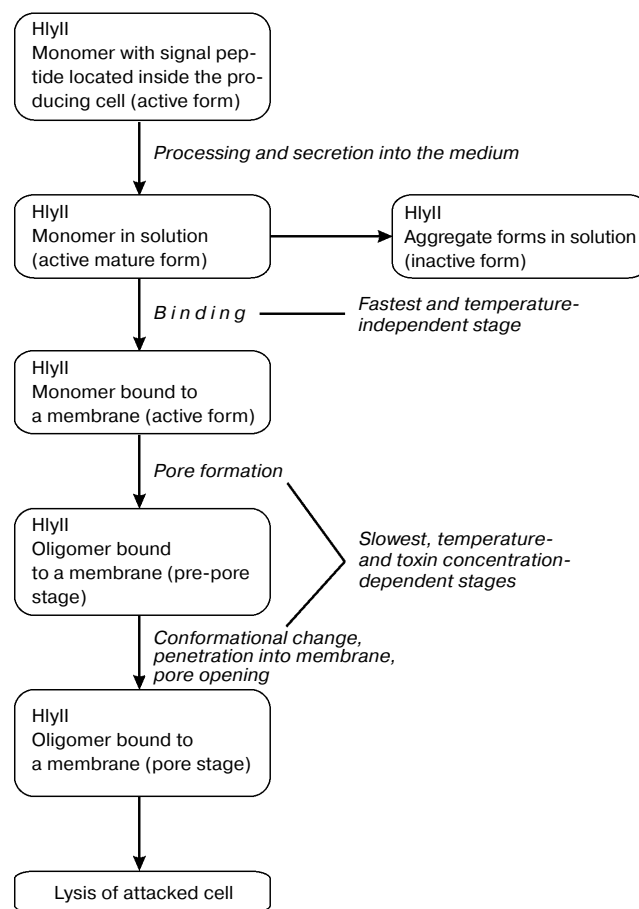 HlyII
Monomer with signal pep-
tide located inside the pro-
ducing cell (active form)
Processing and secretion into the medium
HlyII
Monomer in solution
(active mature form)
HlyII
Aggregate forms in solution
(inactive form)
Binding
Fastest and temperature-
independent stage
HlyII
Monomer bound to
a membrane (active form)
Pore formation
HlyII
Oligomer bound
to a membrane (pre-pore
stage)
Slowest, temperature-
and toxin concentration-
dependent stages
Conformational change,
penetration into membrane,
pore opening
HlyII
Oligomer bound to
a membrane (pore stage)
Lysis of attacked cell